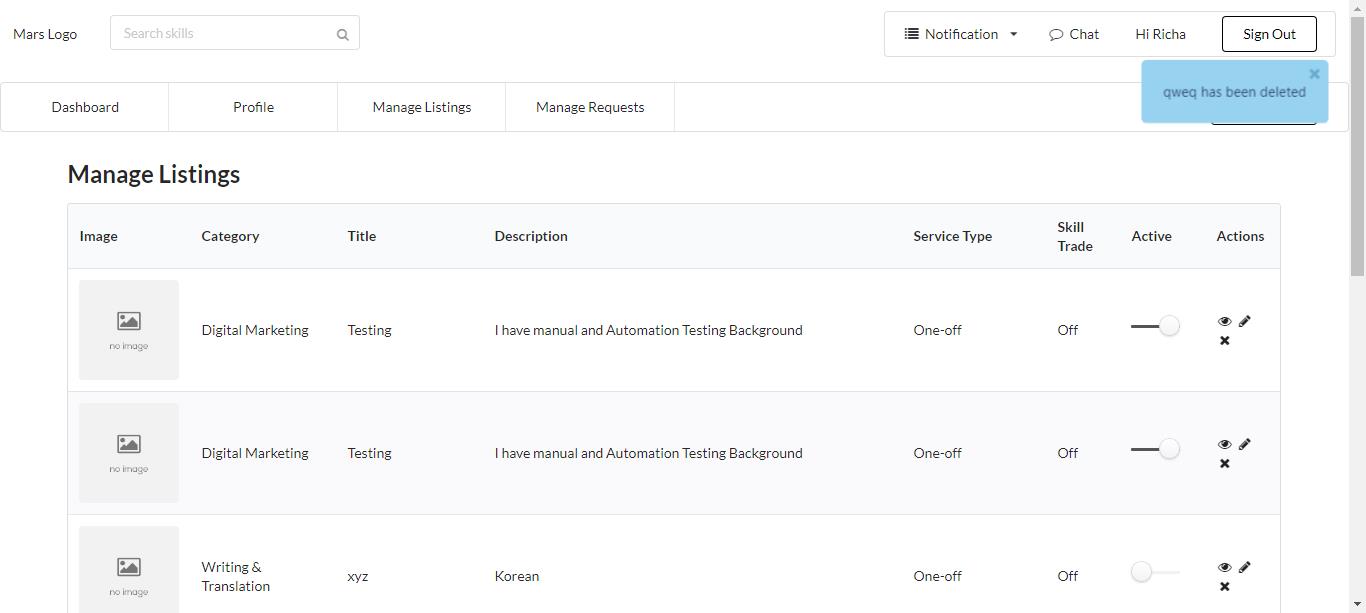 Mars Logo
Search skills
Notification
Chat
Hi Richa
Sign Out
qweq has been deleted
Dashboard
Profile
Manage Listings
Manage Requests
Manage Listings
Image
Category
Title
Description
Service Type
Skill
Trade
Active
Actions
no image
Digital Marketing
Testing
I have manual and Automation Testing Background
One-off
Off
no image
Digital Marketing
Testing
I have manual and Automation Testing Background
One-off
Off
no image
Writing &
Translation
xyz
Korean
One-off
Off